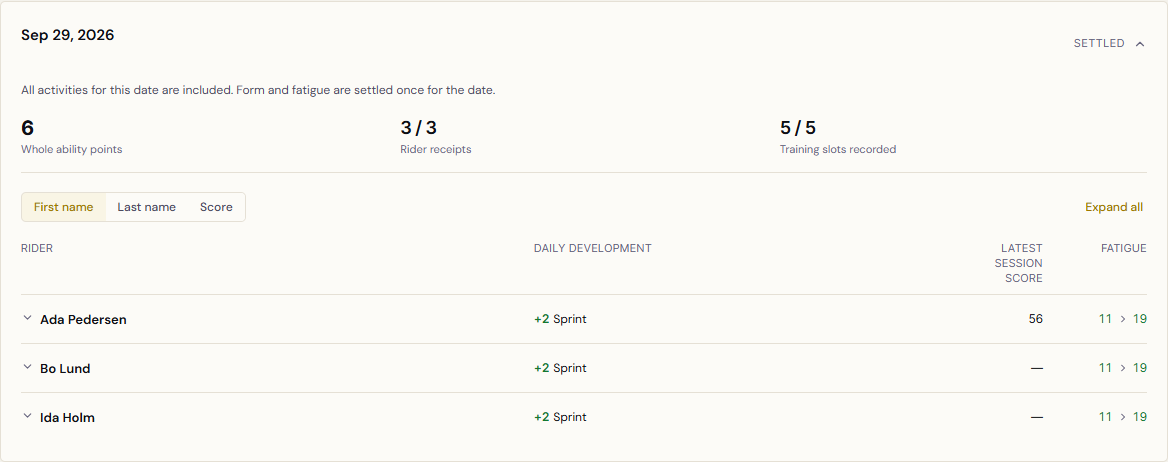 Sep 29, 2026
SETTLED
All activities for this date are included. Form and fatigue are settled once for the date.
6
3 / 3
5 / 5
Whole ability points
Rider receipts
Training slots recorded
First name Last name Score
Expand all
RIDER DAILY DEVELOPMENT LATEST SESSION SCORE FATIGUE
Ada Pedersen +2 Sprint 56 11 > 19
Bo Lund +2 Sprint — 11 > 19
Ida Holm +2 Sprint — 11 > 19